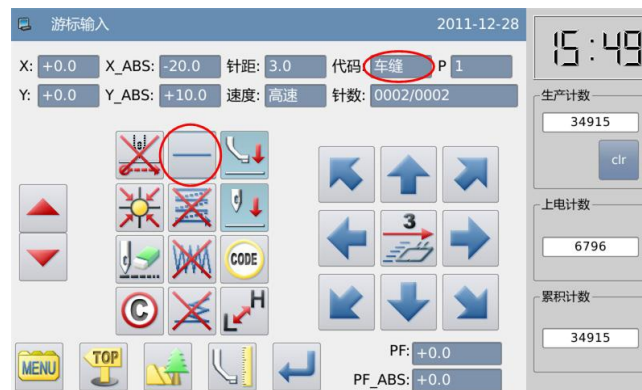 游标输入 2011-12-28
X: +0.0 X_ABS: -20.0 针距: 3.0 代码: 车缝 P 1
Y: +0.0 Y_ABS: +10.0 速度: 高速 针数: 0002/0002
CODE
C
L H
3
MENU TOP
PF: +0.0
PF_ABS: +0.0
15:49
生产计数
34915
clr
上电计数
6796
累积计数
34915